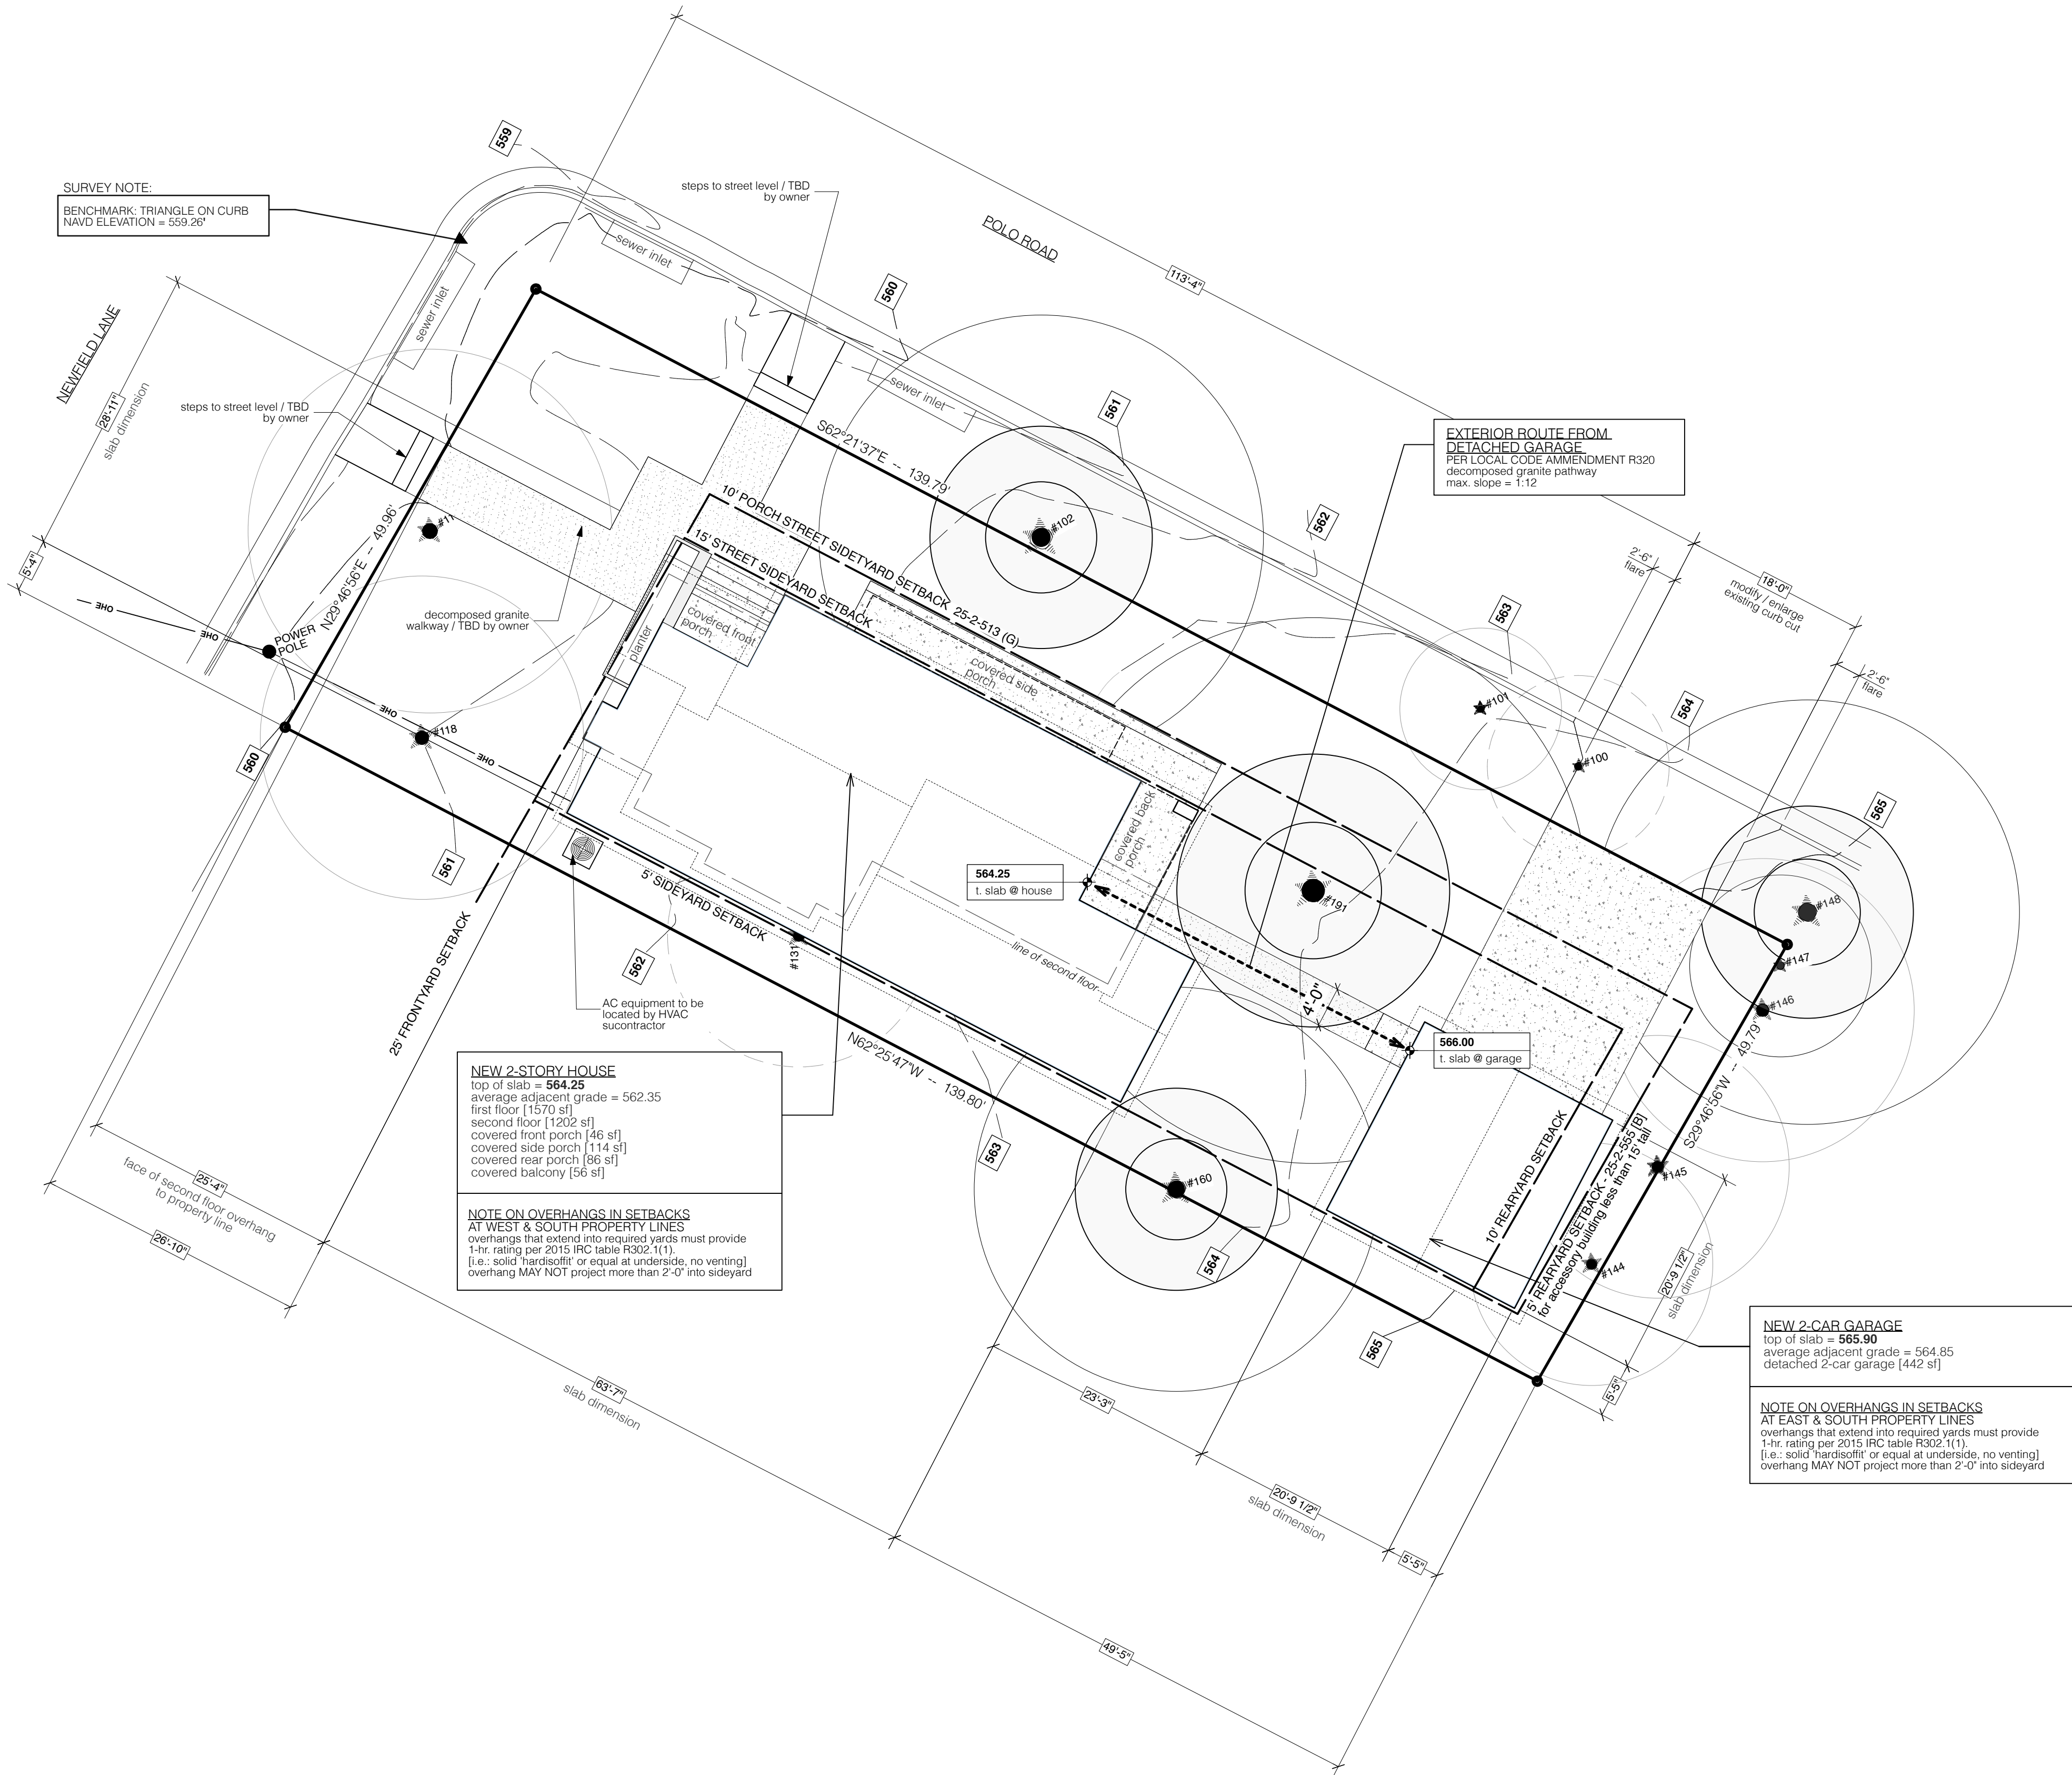 559
SURVEY NOTE:
BENCHMARK: TRIANGLE ON CURB
NAVD ELEVATION = 559.26'
steps to street level / TBD
by owner
POLO ROAD
sewer inlet
sewer inlet
113'-4"
560
NEWFIELD LANE
28'-11"
slab dimension
steps to street level / TBD
by owner
sewer inlet
561
S62°21'37"E -- 139.79'
EXTERIOR ROUTE FROM
DETACHED GARAGE
PER LOCAL CODE AMMENDMENT R320
decomposed granite pathway
max. slope = 1:12
10' PORCH STREET SIDETYARD SETBACK 25-2-513 (G)
15' STREET SIDEYARD SETBACK
#102
562
#11
N29°46'56"E -- 49.96'
5'-4"
2'-6"
flare
18'-0"
modify / enlarge
existing curb cut
2'-6"
flare
OHE
OHE
POWER
POLE
decomposed granite
walkway / TBD by owner
planter
covered front
porch
covered side
porch
563
#101
564
OHE
OHE
#118
560
#100
covered back
porch
565
561
5' SIDEYARD SETBACK
564.25
t. slab @ house
#191
#148
25' FRONTYARD SETBACK
562
#131
line of second floor
#147
#146
AC equipment to be
located by HVAC
sucontractor
4'-0"
566.00
t. slab @ garage
N62°25'47"W -- 139.80'
S29°46'56"W -- 49.79'
NEW 2-STORY HOUSE
top of slab = 564.25
average adjacent grade = 562.35
first floor [1570 sf]
second floor [1202 sf]
covered front porch [46 sf]
covered side porch [114 sf]
covered rear porch [86 sf]
covered balcony [56 sf]
NOTE ON OVERHANGS IN SETBACKS
AT WEST & SOUTH PROPERTY LINES
overhangs that extend into required yards must provide
1-hr. rating per 2015 IRC table R302.1(1).
[i.e.: solid 'hardisoffit' or equal at underside, no venting]
overhang MAY NOT project more than 2'-0" into sideyard
563
#160
564
10' REARYARD SETBACK
5' REARYARD SETBACK - 25-2-555 [B]
for accessory building less than 15' tall
#145
#144
20'-9 1/2"
slab dimension
25'-4"
face of second floor overhang
to property line
26'-10"
565
NEW 2-CAR GARAGE
top of slab = 565.90
average adjacent grade = 564.85
detached 2-car garage [442 sf]
NOTE ON OVERHANGS IN SETBACKS
AT EAST & SOUTH PROPERTY LINES
overhangs that extend into required yards must provide
1-hr. rating per 2015 IRC table R302.1(1).
[i.e.: solid 'hardisoffit' or equal at underside, no venting]
overhang MAY NOT project more than 2'-0" into sideyard
5'-5"
63'-7"
slab dimension
23'-3"
20'-9 1/2"
slab dimension
5'-5"
49'-5"